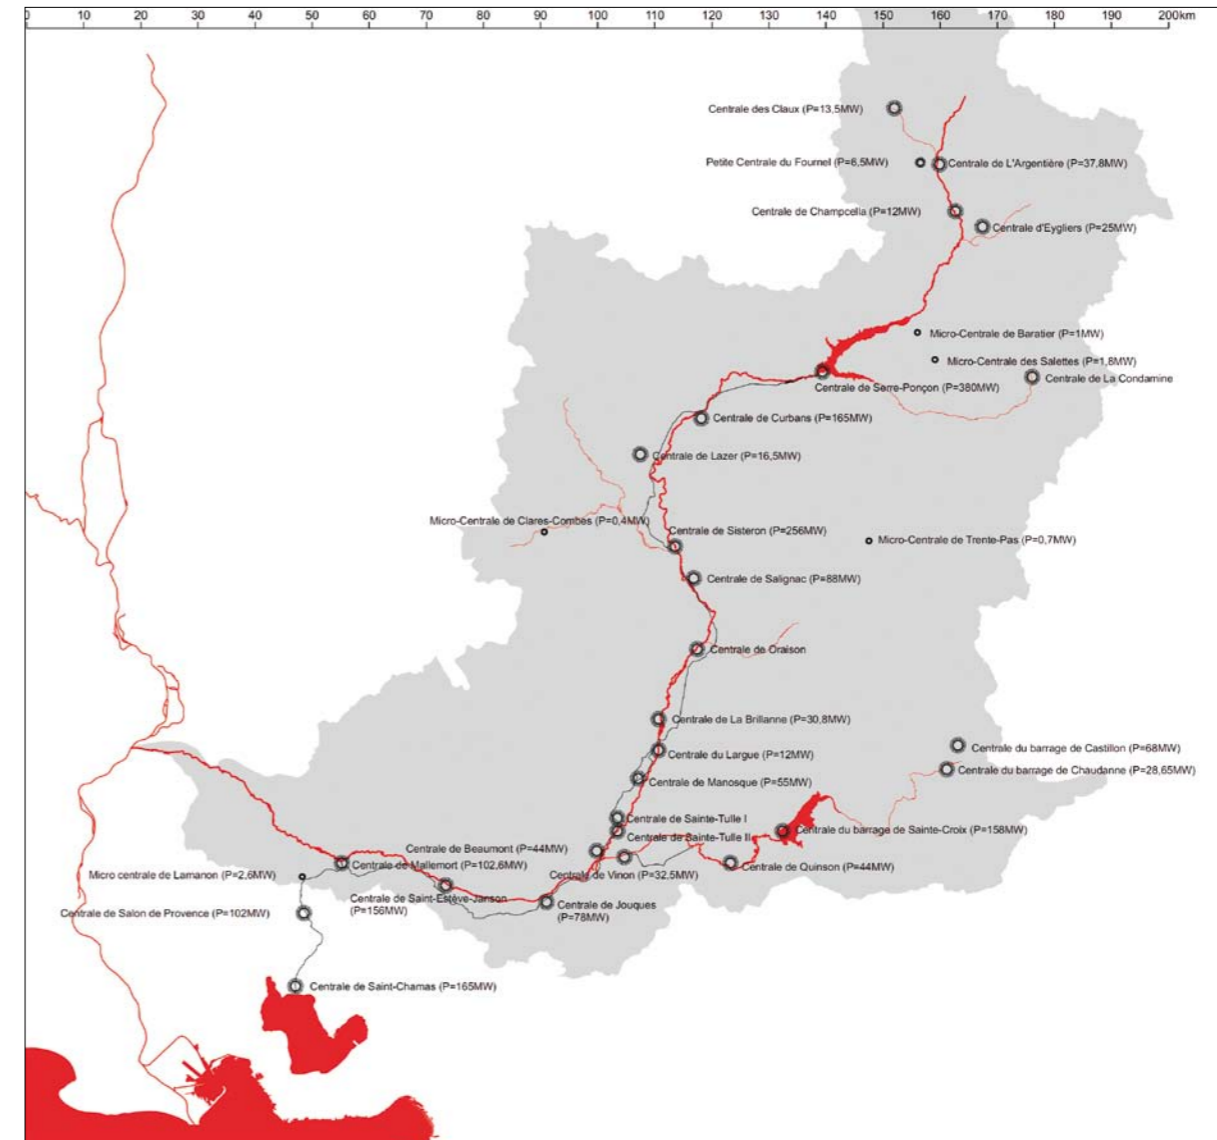 0 10 20 30 40 50 60 70 80 90 100 110 120 130 140 150 160 170 180 190 200km
Centrale des Claux (P=13,5MW)
Petite Centrale du Fournel (P=6,5MW)
Centrale de L'Argentière (P=37,8MW)
Centrale de Champcella (P=12MW)
Centrale d'Eygliers (P=25MW)
Micro-Centrale de Baratier (P=1MW)
Micro-Centrale des Salettes (P=1,8MW)
Centrale de La Condamine
Centrale de Serre-Ponçon (P=380MW)
Centrale de Curbans (P=165MW)
Centrale de Lazer (P=16,5MW)
Micro-Centrale de Clares-Combes (P=0,4MW)
Centrale de Sisteron (P=256MW)
Micro-Centrale de Trente-Pas (P=0,7MW)
Centrale de Salignac (P=88MW)
Centrale de Oraison
Centrale de La Brillanne (P=30,8MW)
Centrale du Largue (P=12MW)
Centrale du barrage de Castillon (P=68MW)
Centrale du barrage de Chaudanne (P=28,65MW)
Centrale de Manosque (P=55MW)
Centrale de Sainte-Tulle I
Centrale de Sainte-Tulle II
Centrale du barrage de Sainte-Croix (P=158MW)
Centrale de Beaumont (P=44MW)
Centrale de Mallemort (P=102,6MW)
Centrale de Vinon (P=32,5MW)
Centrale de Quinson (P=44MW)
Micro centrale de Lamanon (P=2,6MW)
Centrale de Saint-Estève-Janson
(P=156MW)
Centrale de Jouques
(P=78MW)
Centrale de Salon de Provence (P=102MW)
Centrale de Saint-Chamas (P=165MW)